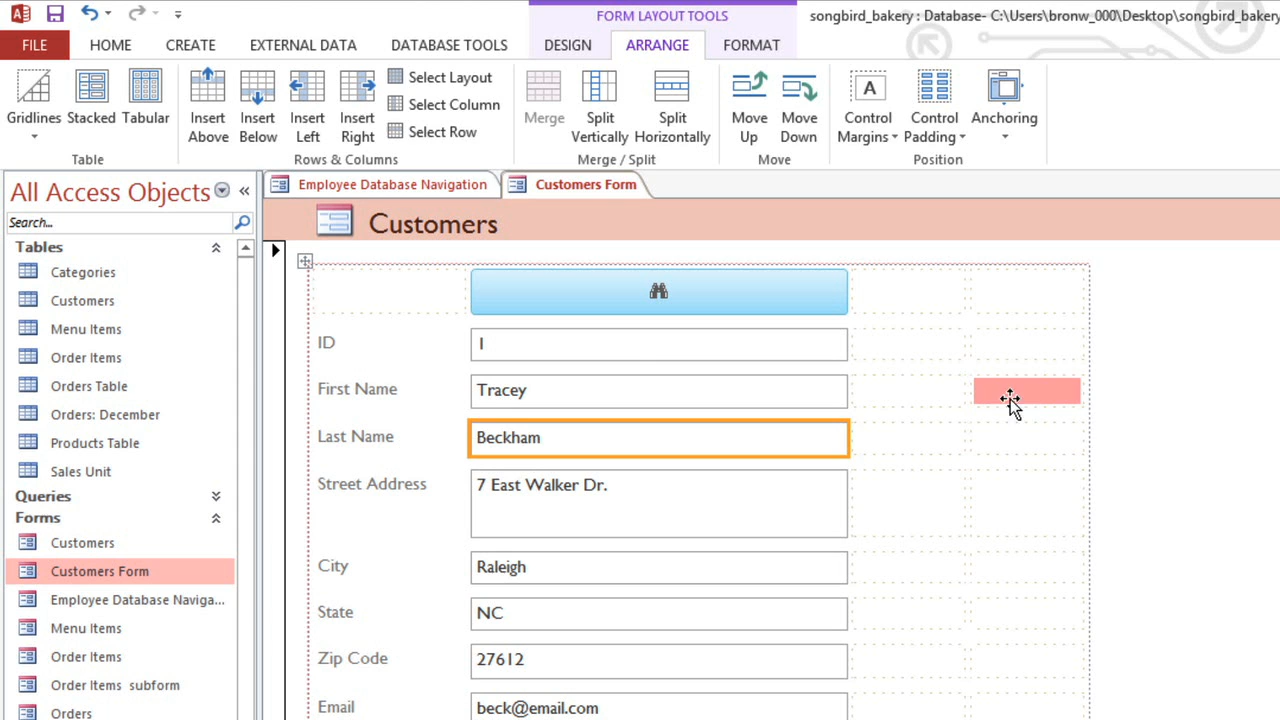 FORM LAYOUT TOOLS
songbird_bakery : Database- C:\Users\bronw_000\Desktop\songbird_bakery
FILE HOME CREATE EXTERNAL DATA DATABASE TOOLS DESIGN ARRANGE FORMAT
Gridlines Stacked Tabular
Table
Insert Above Insert Below Insert Left Insert Right
Select Layout
Select Column
Select Row
Rows & Columns
Merge Split Vertically Split Horizontally
Merge / Split
Move Up Move Down
Move
A
Control Margins Control Padding Anchoring
Position
All Access Objects
Search...
Tables
Categories
Customers
Menu Items
Order Items
Orders Table
Orders: December
Products Table
Sales Unit
Queries
Forms
Customers
Customers Form
Employee Database Naviga...
Menu Items
Order Items
Order Items subform
Orders
Employee Database Navigation
Customers Form
Customers
ID 1
First Name Tracey
Last Name Beckham
Street Address 7 East Walker Dr.
City Raleigh
State NC
Zip Code 27612
Email beck@email.com